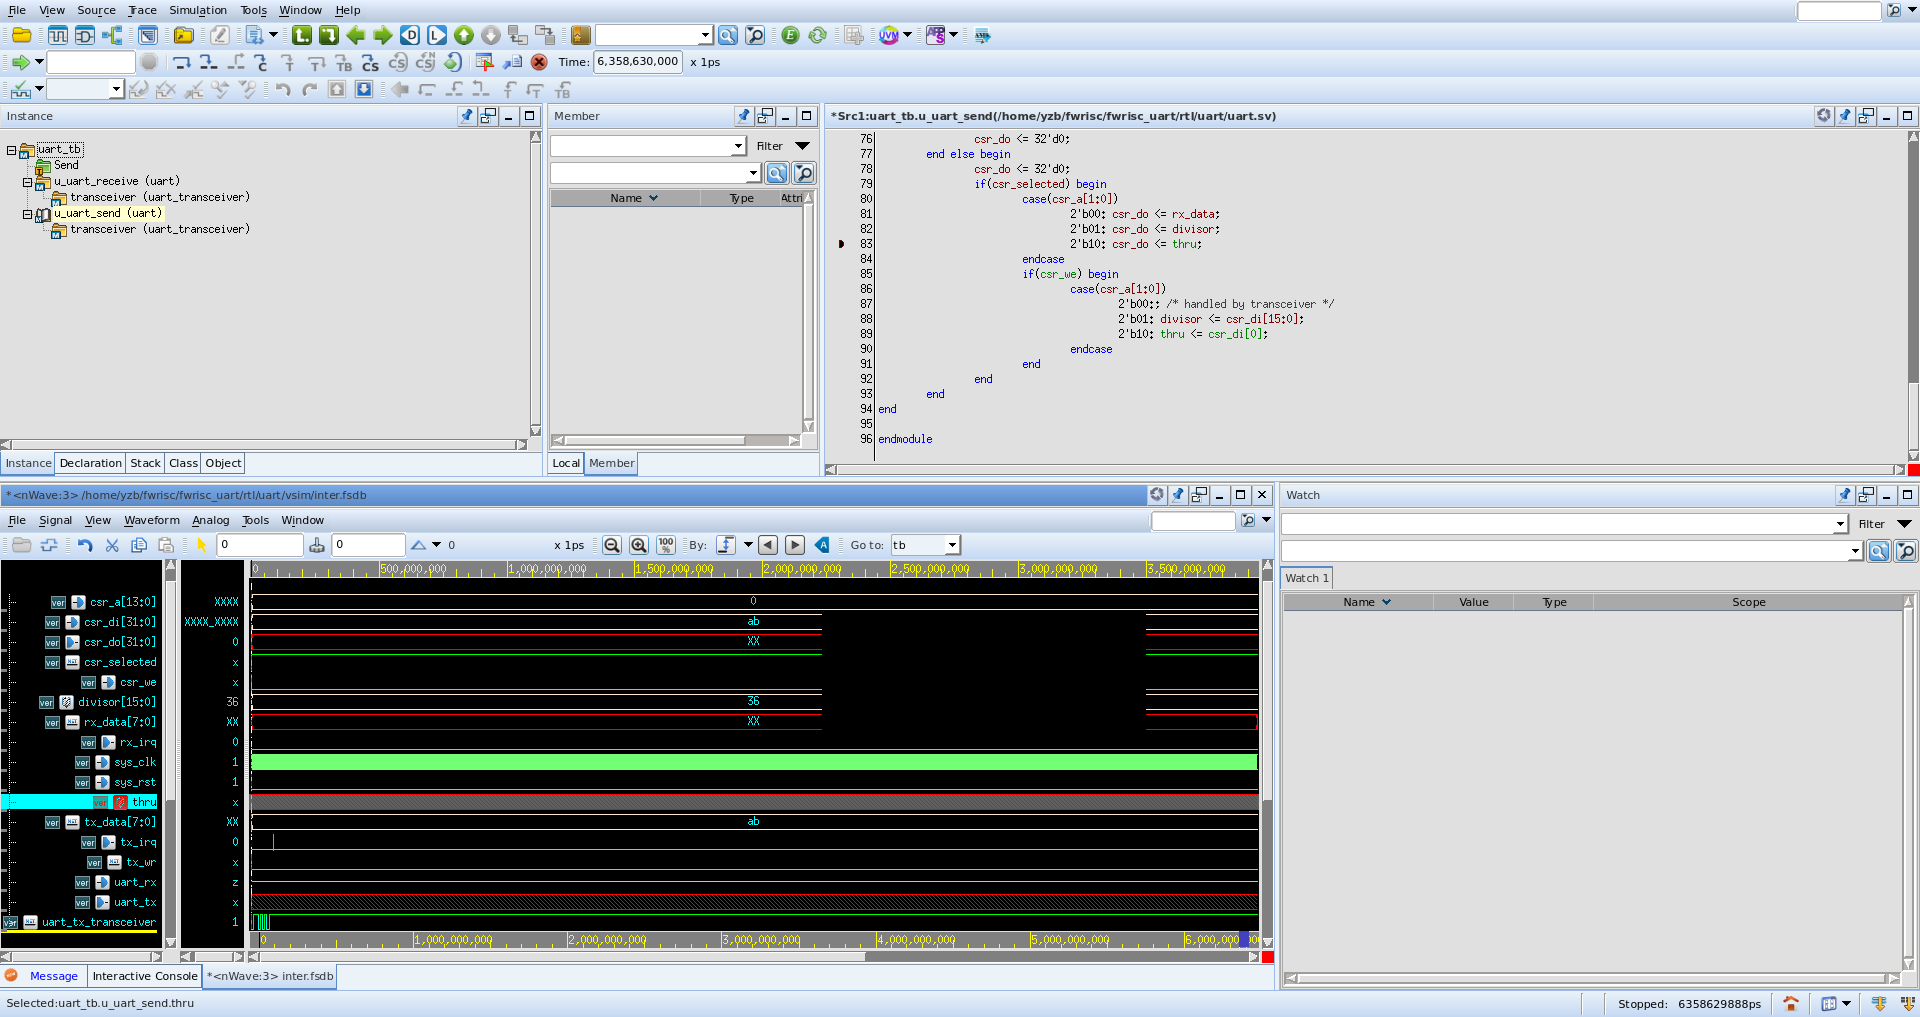 File View Source Trace Simulation Tools Window Help
Time: 6,358,630,000 x 1ps
Instance
uart_tb
Send
u_uart_receive (uart)
transceiver (uart_transceiver)
u_uart_send (uart)
transceiver (uart_transceiver)
Instance Declaration Stack Class Object
Member
Filter
Name Type Attri
Local Member
*Src1:uart_tb.u_uart_send(/home/yzb/fwrisc/fwrisc_uart/rtl/uart/uart.sv)
76 csr_do <= 32'd0;
77 end else begin
78 csr_do <= 32'd0;
79 if(csr_selected) begin
80 case(csr_a[1:0])
81 2'b00: csr_do <= rx_data;
82 2'b01: csr_do <= divisor;
83 2'b10: csr_do <= thru;
84 endcase
85 if(csr_we) begin
86 case(csr_a[1:0])
87 2'b00:; /* handled by transceiver */
88 2'b01: divisor <= csr_di[15:0];
89 2'b10: thru <= csr_di[0];
90 endcase
91 end
92 end
93 end
94 end
95
96 endmodule
*<nWave:3> /home/yzb/fwrisc/fwrisc_uart/rtl/uart/vsim/inter.fsdb
File Signal View Waveform Analog Tools Window
0 0 0 x 1ps 100% By: Go to: tb
0 500,000,000 1,000,000,000 1,500,000,000 2,000,000,000 2,500,000,000 3,000,000,000 3,500,000,000
csr_a[13:0] XXXX 0
csr_di[31:0] XXXX_XXXX ab
csr_do[31:0] 0 XX
csr_selected x
csr_we x
divisor[15:0] 36 36
rx_data[7:0] XX XX
rx_irq 0
sys_clk 1
sys_rst 1
thru x
tx_data[7:0] XX ab
tx_irq 0
tx_wr x
uart_rx z
uart_tx x
uart_tx_transceiver 1
0 1,000,000,000 2,000,000,000 3,000,000,000 4,000,000,000 5,000,000,000
Message Interactive Console *<nWave:3> inter.fsdb
Watch
Filter
Watch 1
Name Value Type Scope
Selected:uart_tb.u_uart_send.thru
Stopped: 6358629888ps